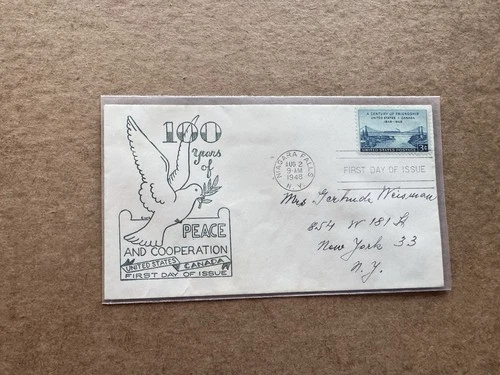 100
Years
of
PEACE
AND COOPERATION
UNITED STATES CANADA
FIRST DAY OF ISSUE
NIAGARA FALLS
AUG 2
9 AM
1948
N.Y.
A CENTURY OF FRIENDSHIP
UNITED STATES - CANADA
1848-1948
UNITED STATES POSTAGE 3¢
FIRST DAY OF ISSUE
Mrs Gertrude Weisman
854 W 181 St
New York 33
N.Y.